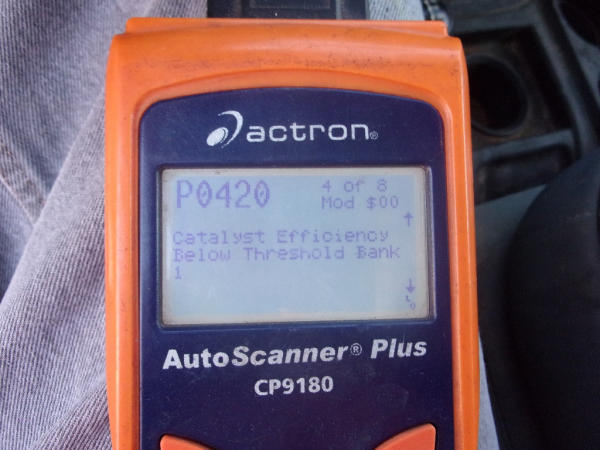 actron®
P0420
4 of 8
Mod $00
Catalyst Efficiency
Below Threshold Bank
1
AutoScanner® Plus
CP9180